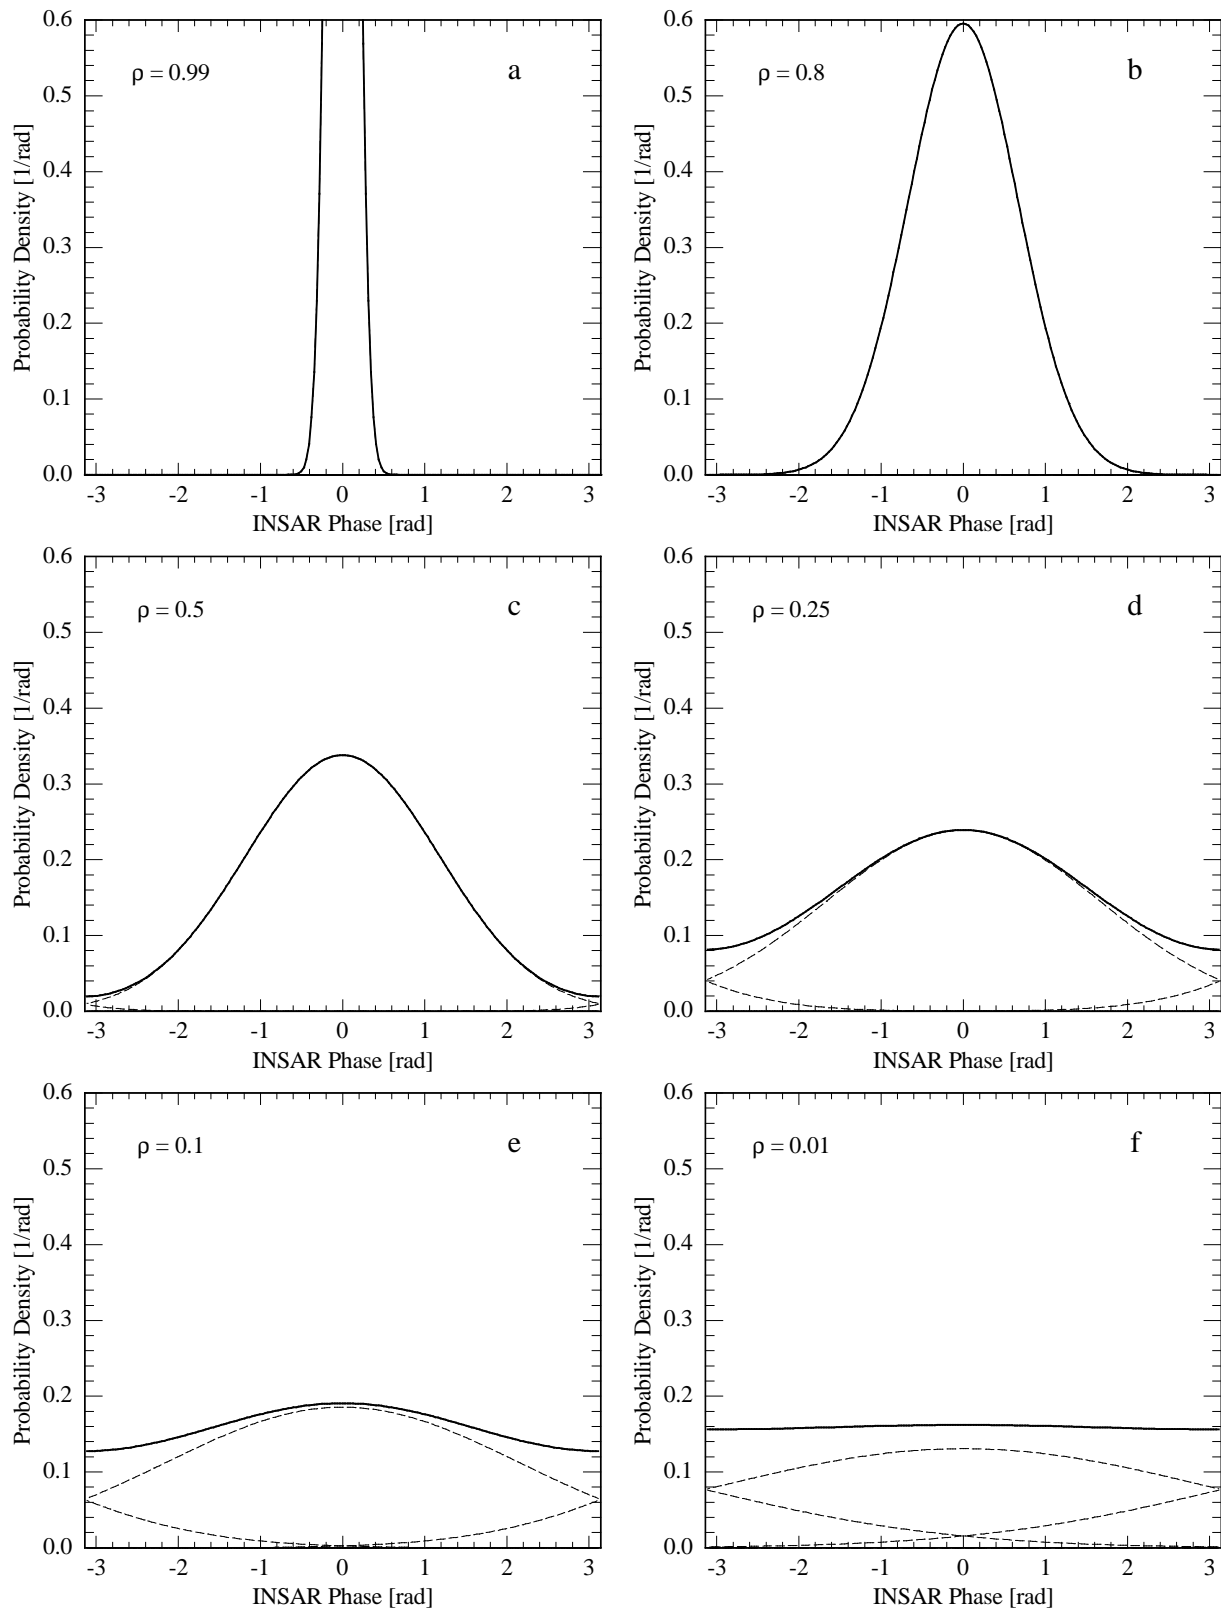 0.6
0.5
0.4
0.3
0.2
0.1
0.0
Probability Density [1/rad]
ρ = 0.99
a
-3 -2 -1 0 1 2 3
INSAR Phase [rad]
0.6
0.5
0.4
0.3
0.2
0.1
0.0
Probability Density [1/rad]
ρ = 0.8
b
-3 -2 -1 0 1 2 3
INSAR Phase [rad]
0.6
0.5
0.4
0.3
0.2
0.1
0.0
Probability Density [1/rad]
ρ = 0.5
c
-3 -2 -1 0 1 2 3
INSAR Phase [rad]
0.6
0.5
0.4
0.3
0.2
0.1
0.0
Probability Density [1/rad]
ρ = 0.25
d
-3 -2 -1 0 1 2 3
INSAR Phase [rad]
0.6
0.5
0.4
0.3
0.2
0.1
0.0
Probability Density [1/rad]
ρ = 0.1
e
-3 -2 -1 0 1 2 3
INSAR Phase [rad]
0.6
0.5
0.4
0.3
0.2
0.1
0.0
Probability Density [1/rad]
ρ = 0.01
f
-3 -2 -1 0 1 2 3
INSAR Phase [rad]